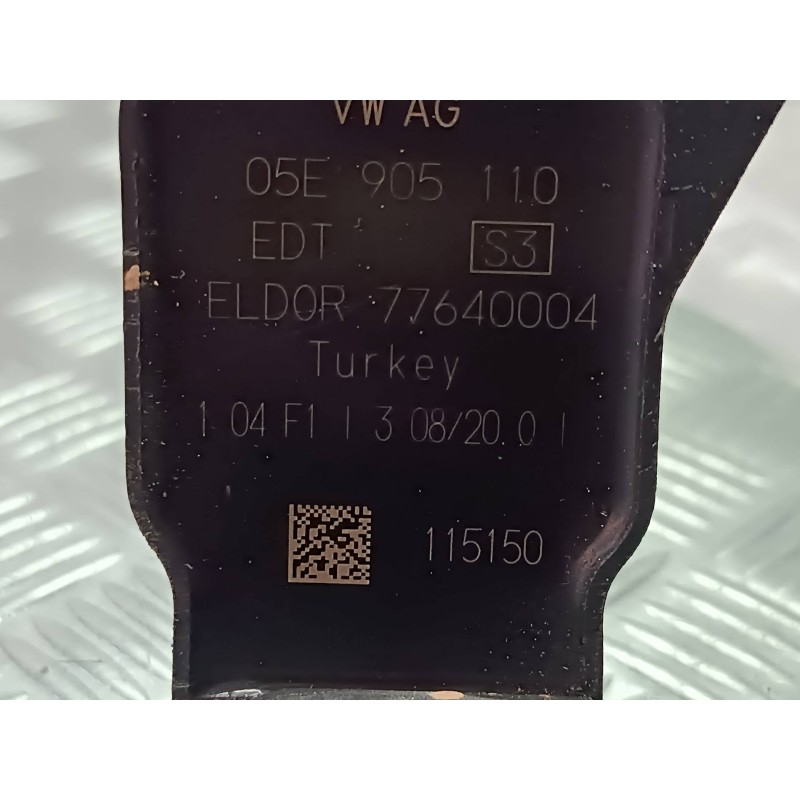 VW AG
05E 905 110
EDT S3
ELDOR 77640004
Turkey
1 04 F1 I 3 08/20.0 I
115150